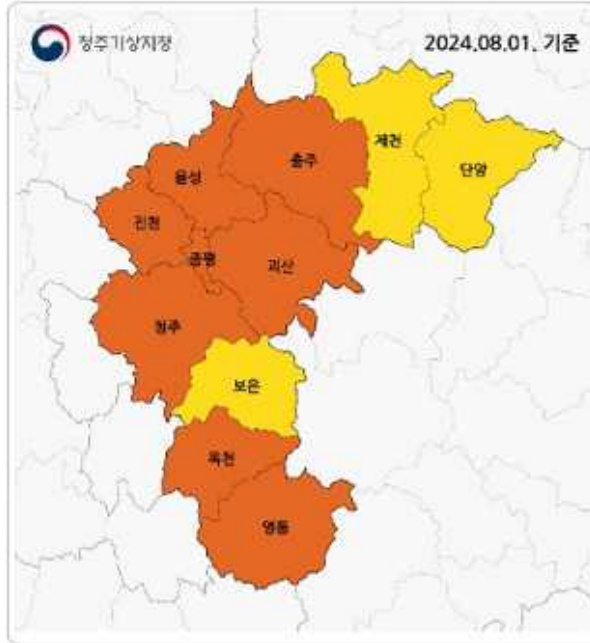 청주기상지청
2024.08.01. 기준
제천
단양
충주
음성
진천
증평
괴산
청주
보은
옥천
영동